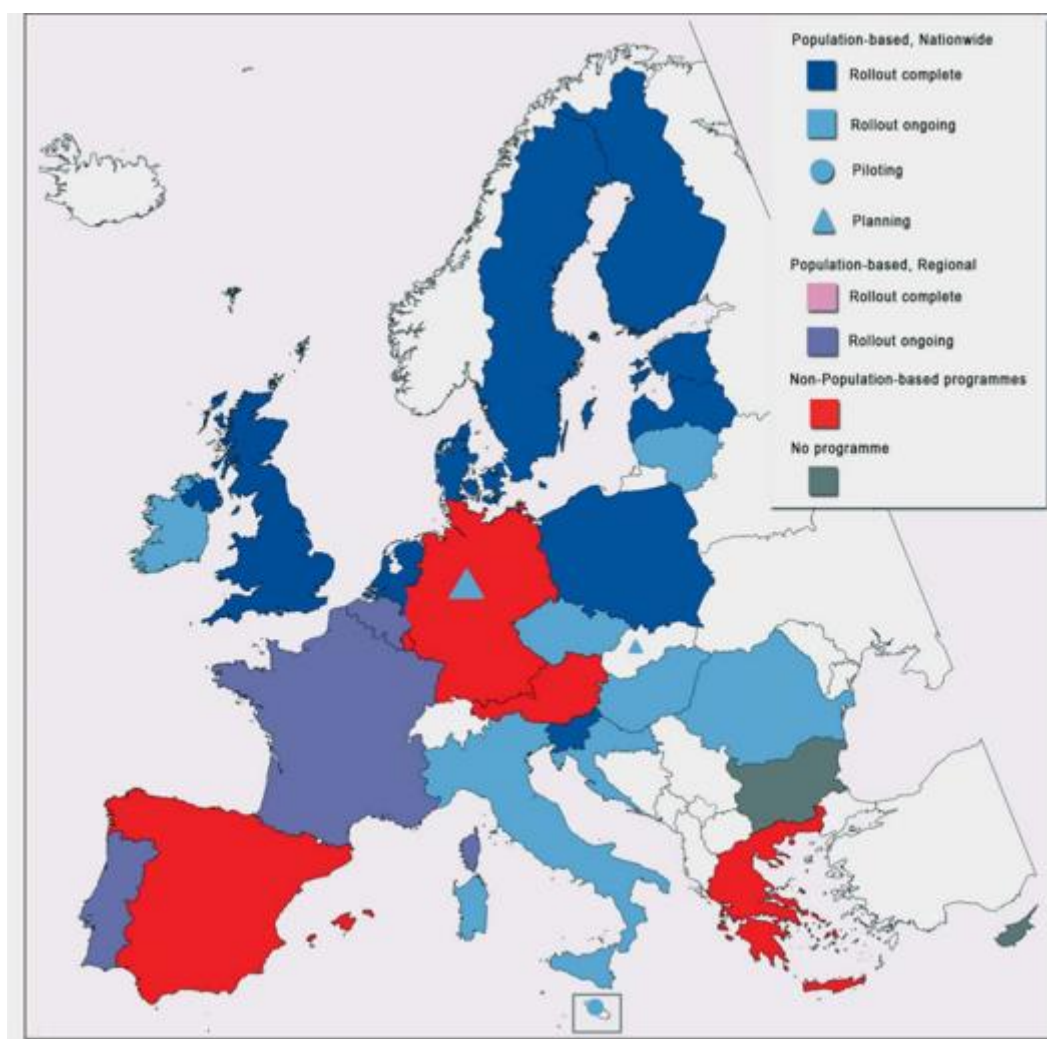 Population-based, Nationwide
Rollout complete
Rollout ongoing
Piloting
Planning
Population-based, Regional
Rollout complete
Rollout ongoing
Non-Population-based programmes
No programme